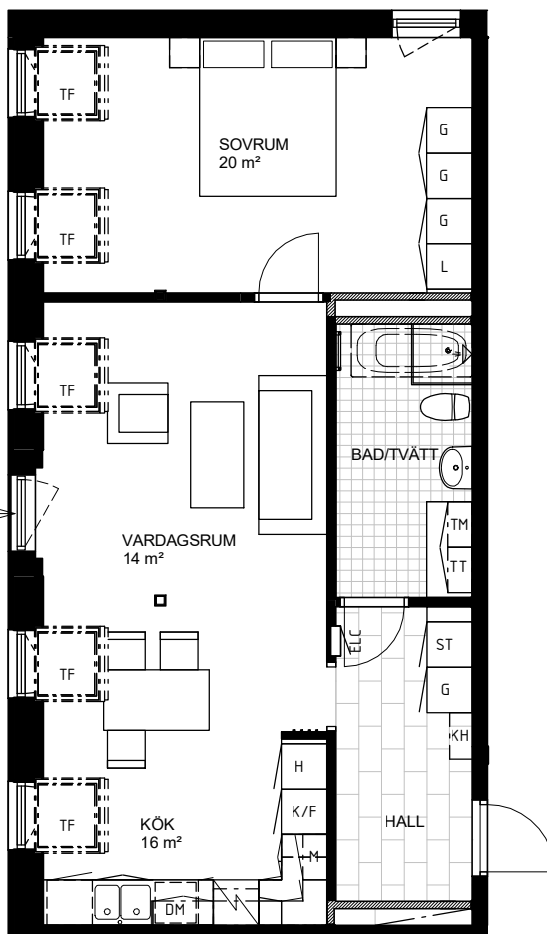 TF
SOVRUM
20 m²
G
G
TF
G
L
TF
BAD/TVÄTT
VARDAGSRUM
14 m²
TM
TT
ELC
ST
TF
G
KH
H
K/F
TF
KÖK
16 m²
HALL
M
DM